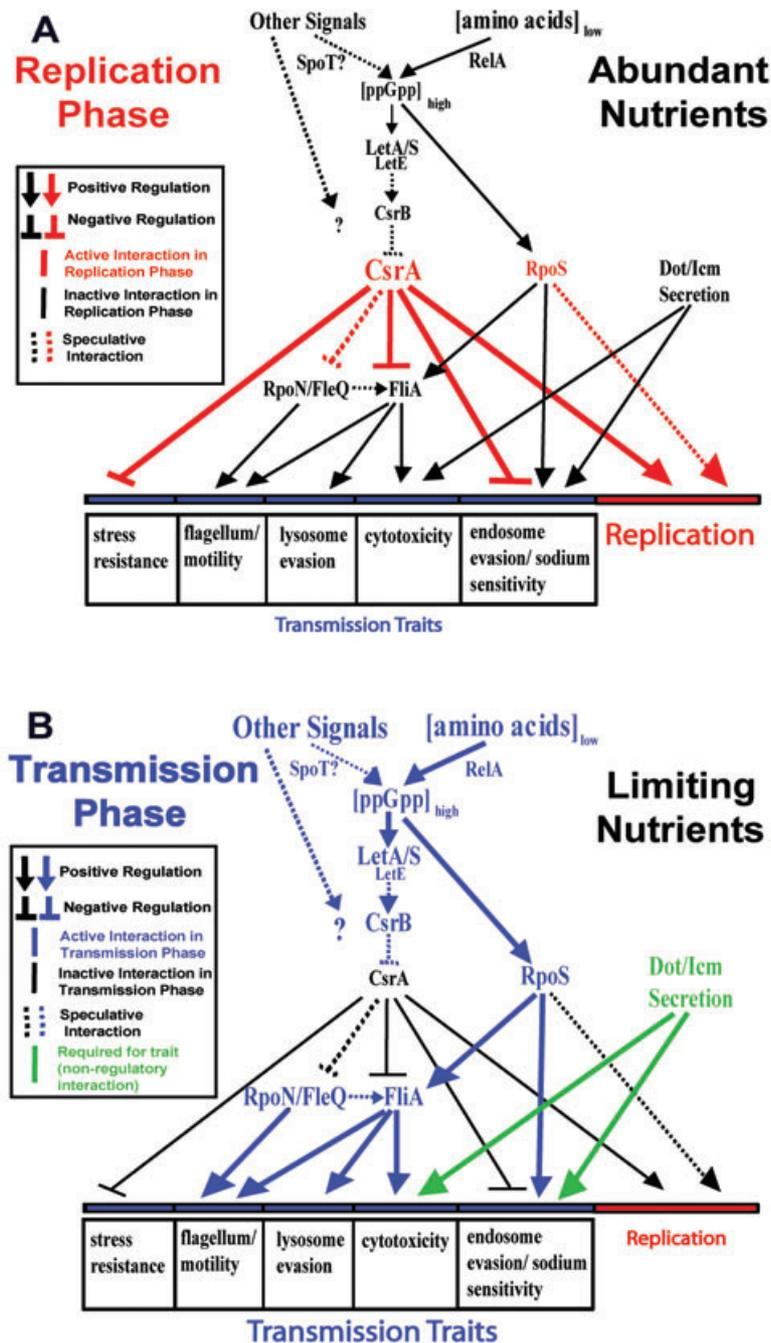 A
Replication
Phase
Other Signals
[amino acids] low
SpoT?
RelA
Abundant
Nutrients
[ppGpp] high
LetA/S
LetE
CsrB
?
Positive Regulation
Negative Regulation
Active Interaction in
Replication Phase
Inactive Interaction in
Replication Phase
Speculative
Interaction
CsrA
RpoS
Dot/Icm
Secretion
RpoN/FleQ
FliA
stress
resistance
flagellum/
motility
lysosome
evasion
cytotoxicity
endosome
evasion/ sodium
sensitivity
Replication
Transmission Traits
B
Transmission
Phase
Other Signals
[amino acids] low
SpoT?
RelA
Limiting
Nutrients
[ppGpp] high
LetA/S
LetE
CsrB
?
Positive Regulation
Negative Regulation
Active Interaction in
Transmission Phase
Inactive Interaction in
Transmission Phase
Speculative
Interaction
Required for trait
(non-regulatory
interaction)
CsrA
RpoS
Dot/Icm
Secretion
RpoN/FleQ
FliA
stress
resistance
flagellum/
motility
lysosome
evasion
cytotoxicity
endosome
evasion/ sodium
sensitivity
Replication
Transmission Traits